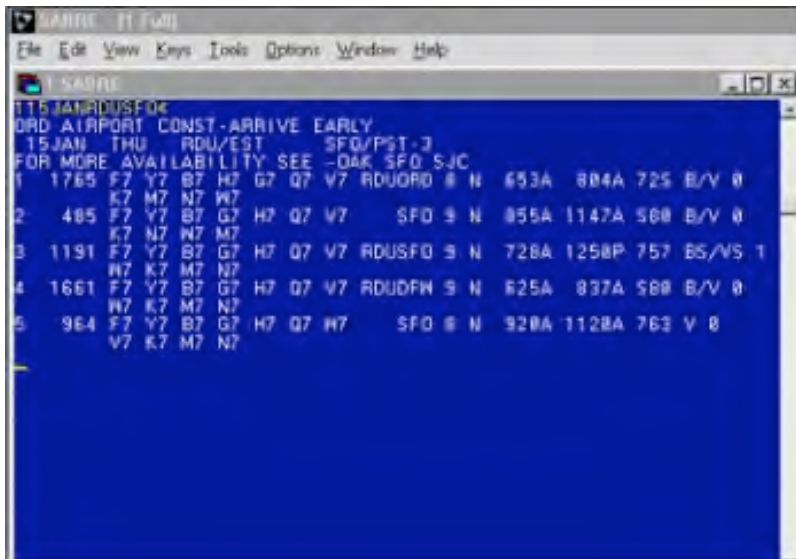 SABRE - [1 Full]
File Edit View Keys Tools Options Window Help
1 SABRE
115JANRDUSFO¤
ORD AIRPORT CONST-ARRIVE EARLY
15JAN THU RDU/EST SFO/PST-3
FOR MORE AVAILABILITY SEE -OAK SFO SJC
1 1765 F7 Y7 B7 H7 G7 Q7 V7 RDUORD 8 N 653A 804A 72S B/V 0
K7 M7 N7 W7
2 485 F7 Y7 B7 G7 H7 Q7 V7 SFO 9 N 855A 1147A S80 B/V 0
K7 N7 W7 M7
3 1191 F7 Y7 B7 G7 H7 Q7 V7 RDUSFO 9 N 728A 1250P 757 BS/VS 1
W7 K7 M7 N7
4 1661 F7 Y7 B7 G7 H7 Q7 V7 RDUDFW 9 N 625A 837A S80 B/V 0
W7 K7 M7 N7
5 964 F7 Y7 B7 G7 H7 Q7 W7 SFO N 920A 1120A 763 V 0
V7 K7 M7 N7